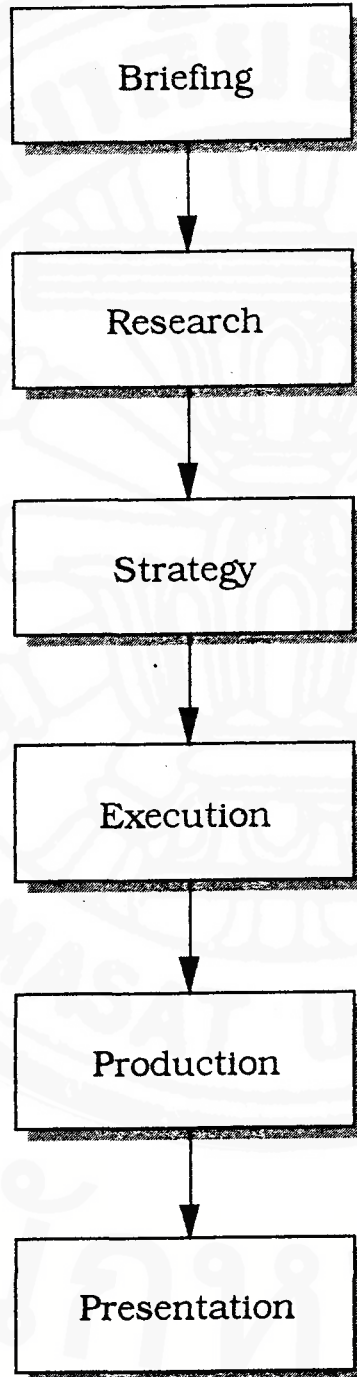 Briefing
Research
Strategy
Execution
Production
Presentation